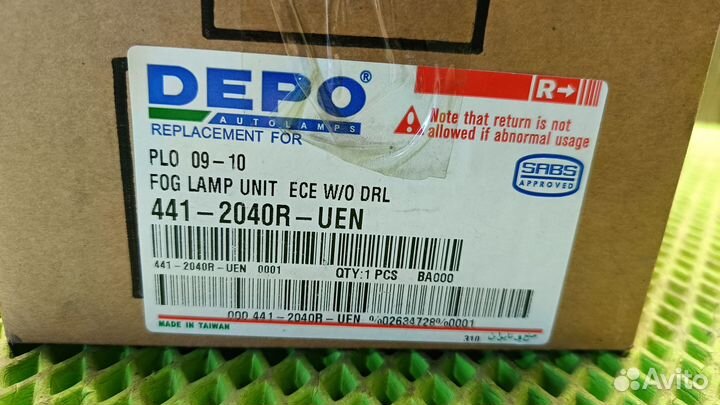 DEPO®
AUTOLAMPS
REPLACEMENT FOR
R→
Note that return is not
allowed if abnormal usage
PLO 09-10
FOG LAMP UNIT ECE W/O DRL
441-2040R-UEN
SABS
APPROVED
441-2040R-UEN 0001 QTY:1 PCS BA000
000 441-2040R-UEN %02634728%0001
MADE IN TAIWAN
310
Avito